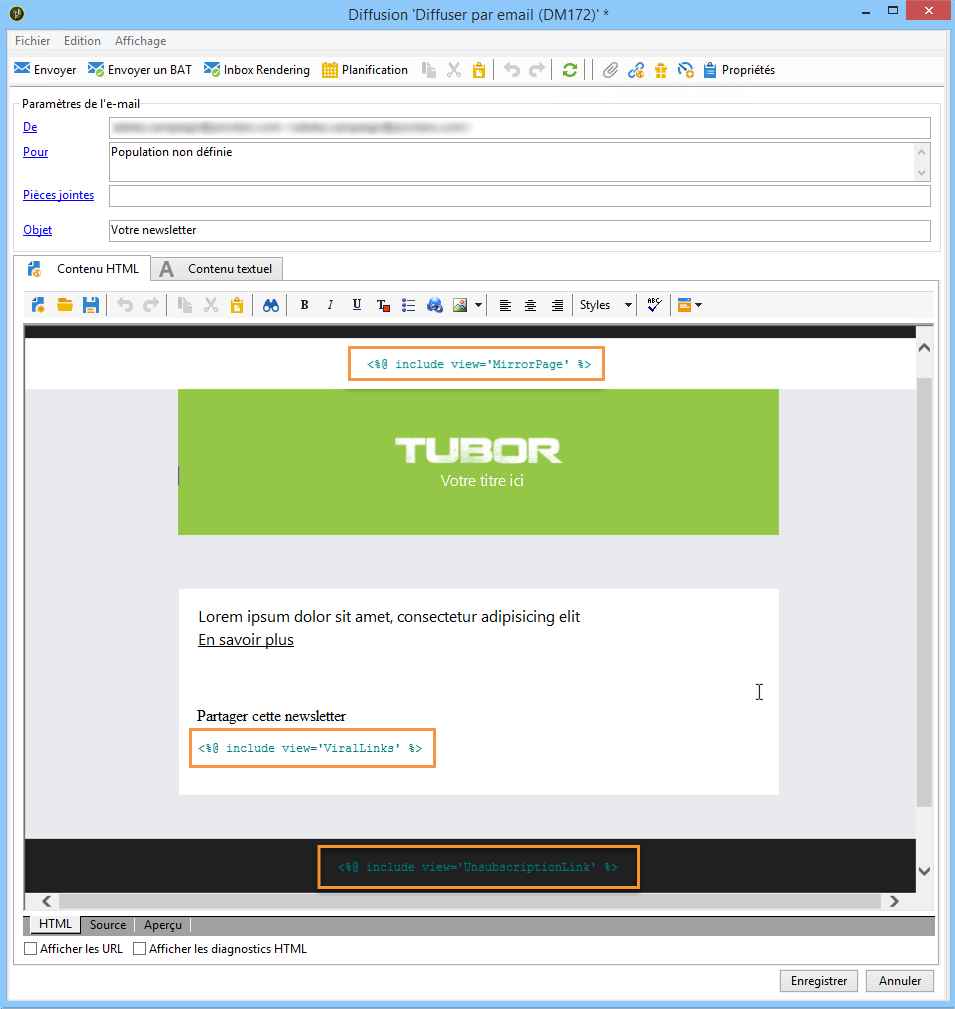 Diffusion 'Diffuser par email (DM172)' *
Fichier Edition Affichage
Envoyer Envoyer un BAT Inbox Rendering Planification Propriétés
Paramètres de l'e-mail
De
Pour Population non définie
Pièces jointes
Objet Votre newsletter
Contenu HTML A Contenu textuel
B I U T Styles ABC
<%@ include view='MirrorPage' %>
TUBOR
Votre titre ici
Lorem ipsum dolor sit amet, consectetur adipisicing elit
En savoir plus
Partager cette newsletter
<%@ include view='ViralLinks' %>
<%@ include view='UnsubscriptionLink' %>
HTML Source Aperçu
Afficher les URL Afficher les diagnostics HTML
Enregistrer Annuler